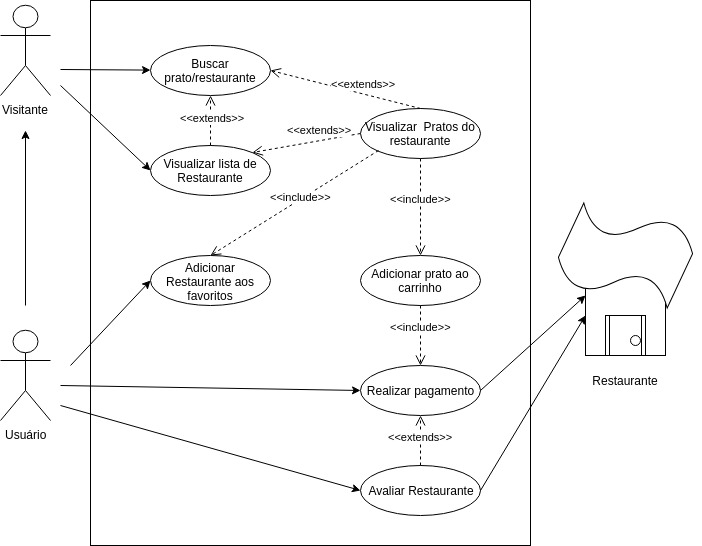 Buscar
prato/restaurante
<<extends>>
Visitante
<<extends>>
Visualizar Pratos do
restaurante
<<extends>>
Visualizar lista de
Restaurante
<<include>>
<<include>>
Adicionar
Restaurante aos
favoritos
Adicionar prato ao
carrinho
<<include>>
Restaurante
Realizar pagamento
Usuário
<<extends>>
Avaliar Restaurante